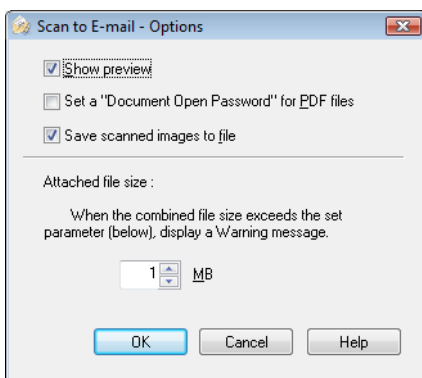 Scan to E-mail - Options
Show preview
Set a "Document Open Password" for PDF files
Save scanned images to file
Attached file size :
When the combined file size exceeds the set
parameter (below), display a Warning message.
1 MB
OK Cancel Help